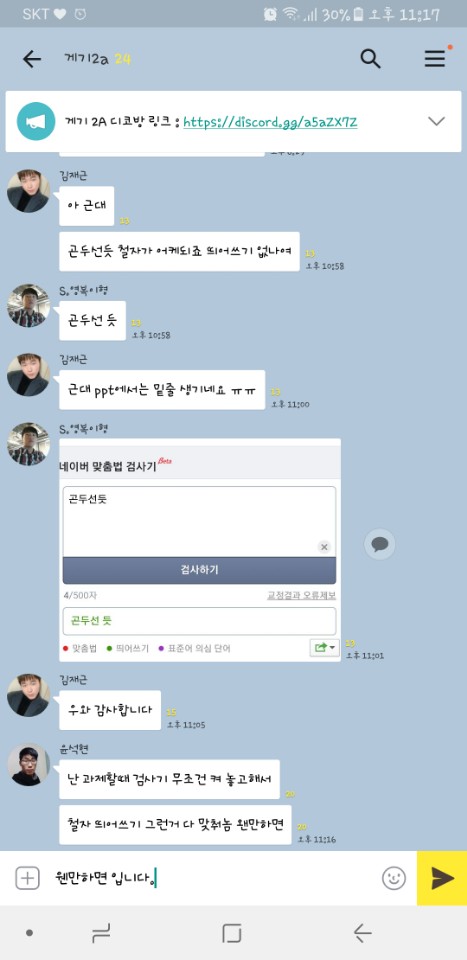 SKT 30% 오후 11:17
게기2a 24
게기 2A 디코방 링크 : https://discord.gg/a5aZX7Z
김재근
아 근대
곤두선듯 철자가 어케되죠 띄어쓰기 없나여
오후 10:58
S.영복이형
곤두선 듯
오후 10:58
김재근
근대 ppt에서는 밑줄 생기네요 ㅠㅠ
오후 11:00
S.영복이형
네이버 맞춤법 검사기 Beta
곤두선듯
검사하기
4/500자 교정결과 오류제보
곤두선 듯
맞춤법 띄어쓰기 표준어 의심 단어
오후 11:01
김재근
우와 감사합니다
오후 11:05
윤석현
난 과제할때 검사기 무조건 켜 놓고해서
철자 띄어쓰기 그런거 다 맞춰놈 왠만하면
오후 11:16
웬만하면 입니다.